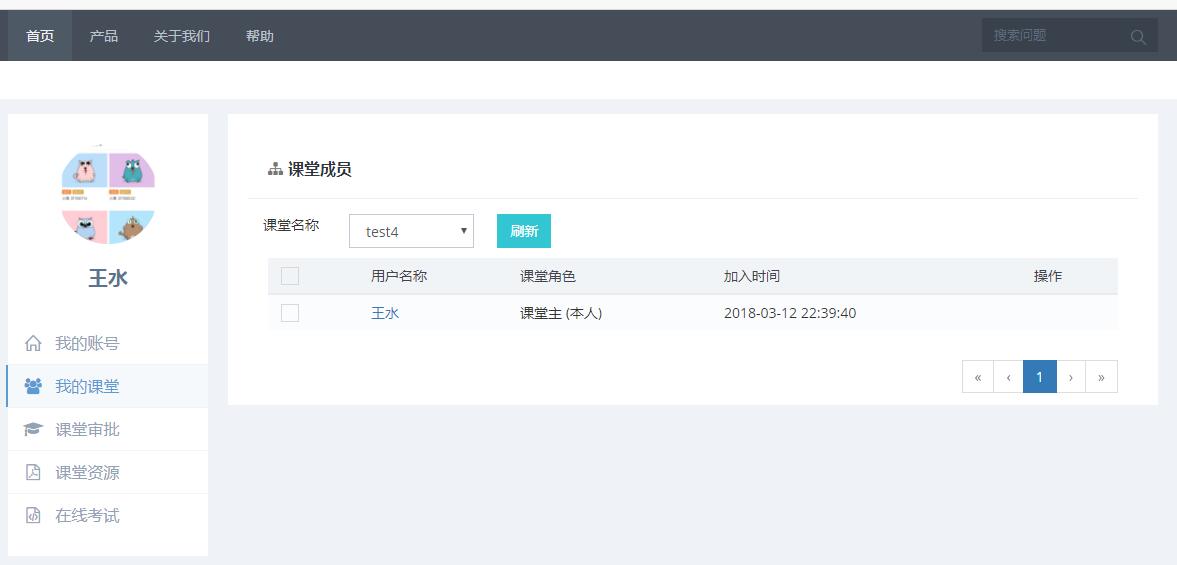 首页 产品 关于我们 帮助 搜索问题
王水
我的账号
我的课堂
课堂审批
课堂资源
在线考试
课堂成员
课堂名称 test4 刷新
用户名称 课堂角色 加入时间 操作
王水 课堂主 (本人) 2018-03-12 22:39:40
« ‹ 1 › »